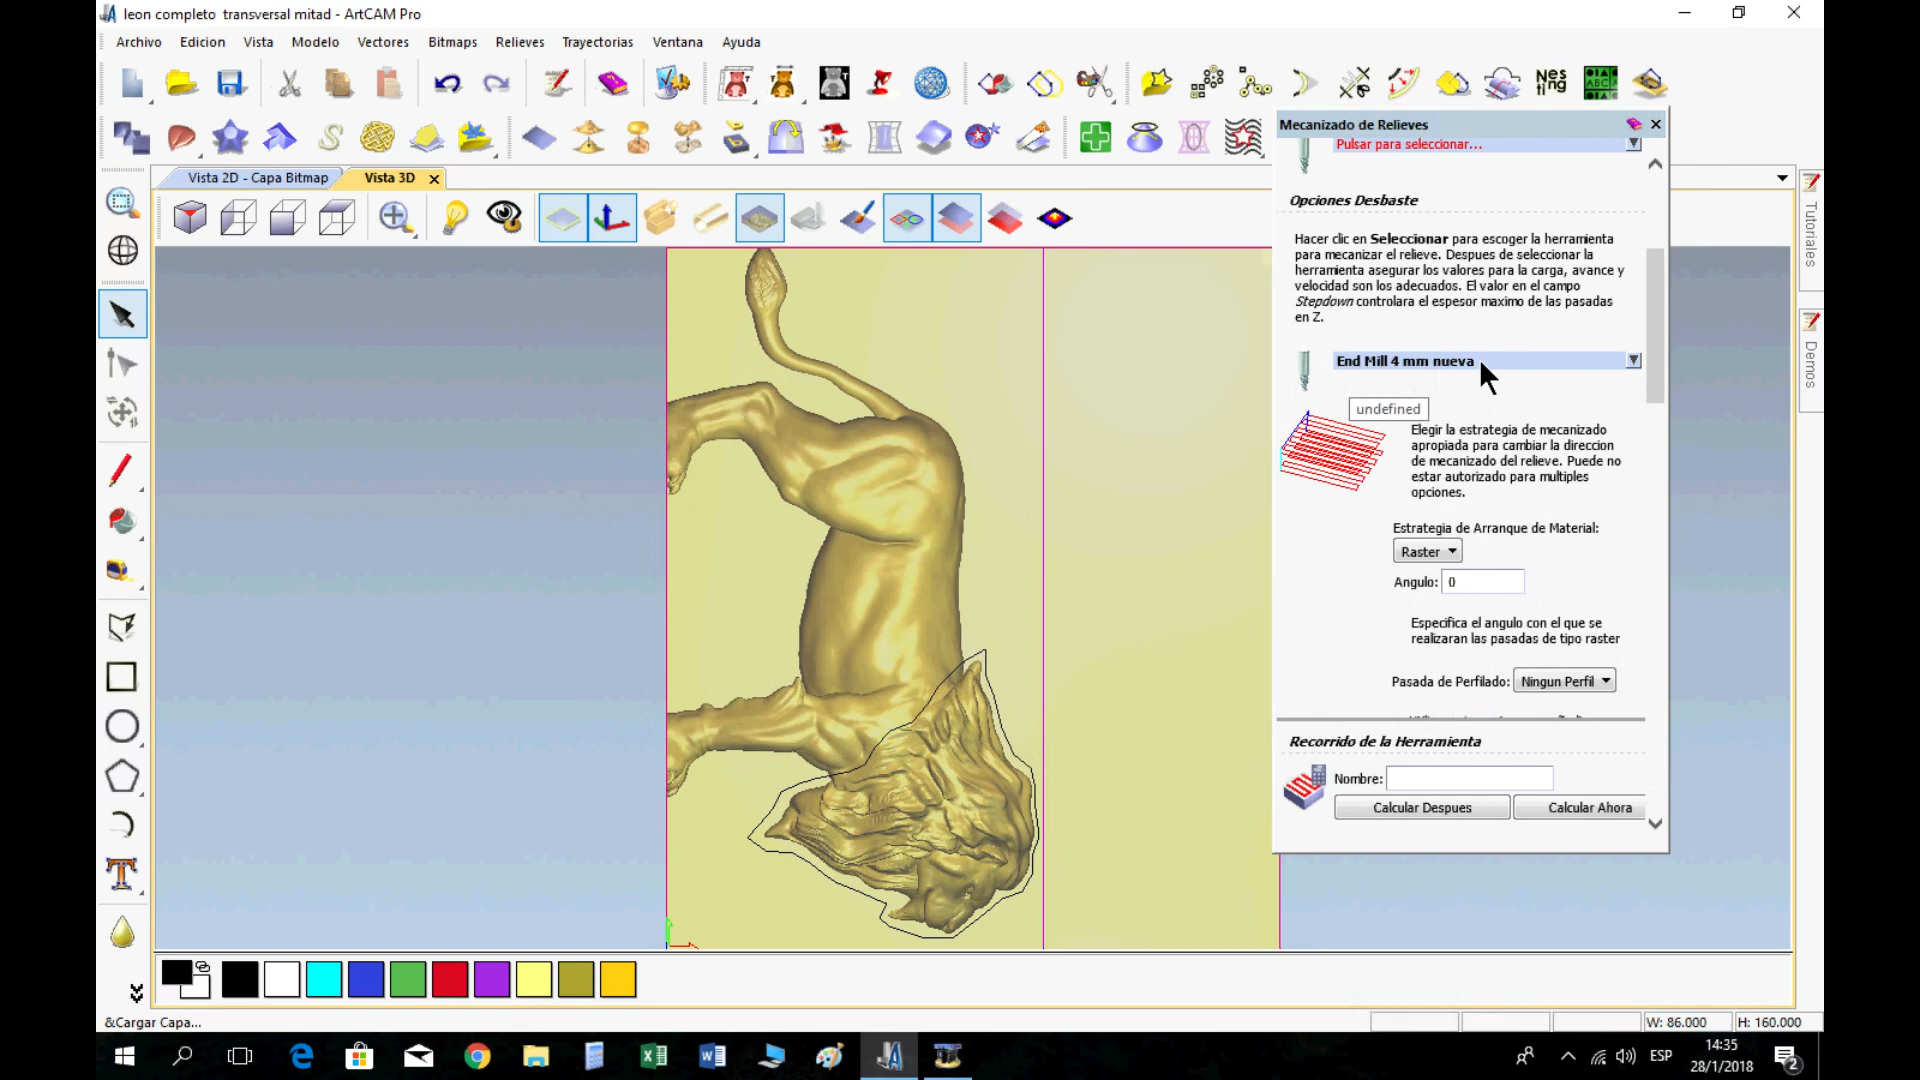 leon completo  transversal mitad - ArtCAM Pro
Archivo Edicion Vista Modelo Vectores Bitmaps Relieves Trayectorias Ventana Ayuda
Nes
ti
ABC
Mecanizado de Relieves
Pulsar para seleccionar...
Vista 2D - Capa Bitmap
Vista 3D
Tutoriales
Demos
Opciones Desbaste
Hacer clic en Seleccionar para escoger la herramienta
para mecanizar el relieve. Despues de seleccionar la
herramienta asegurar los valores para la carga, avance y
velocidad son los adecuados. El valor en el campo
Stepdown controlara el espesor maximo de las pasadas
en Z.
End Mill 4 mm nueva
undefined
Elegir la estrategia de mecanizado
apropiada para cambiar la direccion
de mecanizado del relieve. Puede no
estar autorizado para multiples
opciones.
Estrategia de Arranque de Material:
Raster
Angulo: 0
Especifica el angulo con el que se
realizaran las pasadas de tipo raster
Pasada de Perfilado: Ningun Perfil
Recorrido de la Herramienta
Nombre:
Calcular Despues Calcular Ahora
&Cargar Capa...
W: 86.000 H: 160.000
ESP
14:35
28/1/2018
2